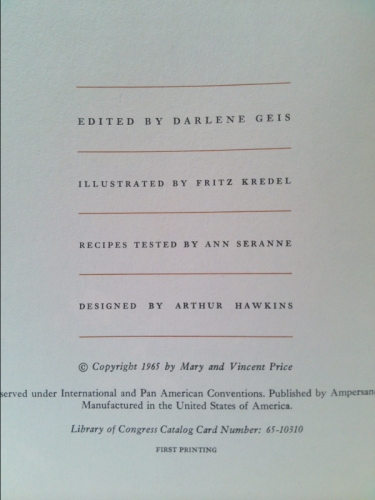 EDITED BY DARLENE GEIS
ILLUSTRATED BY FRITZ KREDEL
RECIPES TESTED BY ANN SERANNE
DESIGNED BY ARTHUR HAWKINS
© Copyright 1965 by Mary and Vincent Price
served under International and Pan American Conventions. Published by Ampersan
Manufactured in the United States of America.
Library of Congress Catalog Card Number: 65-10310
FIRST PRINTING